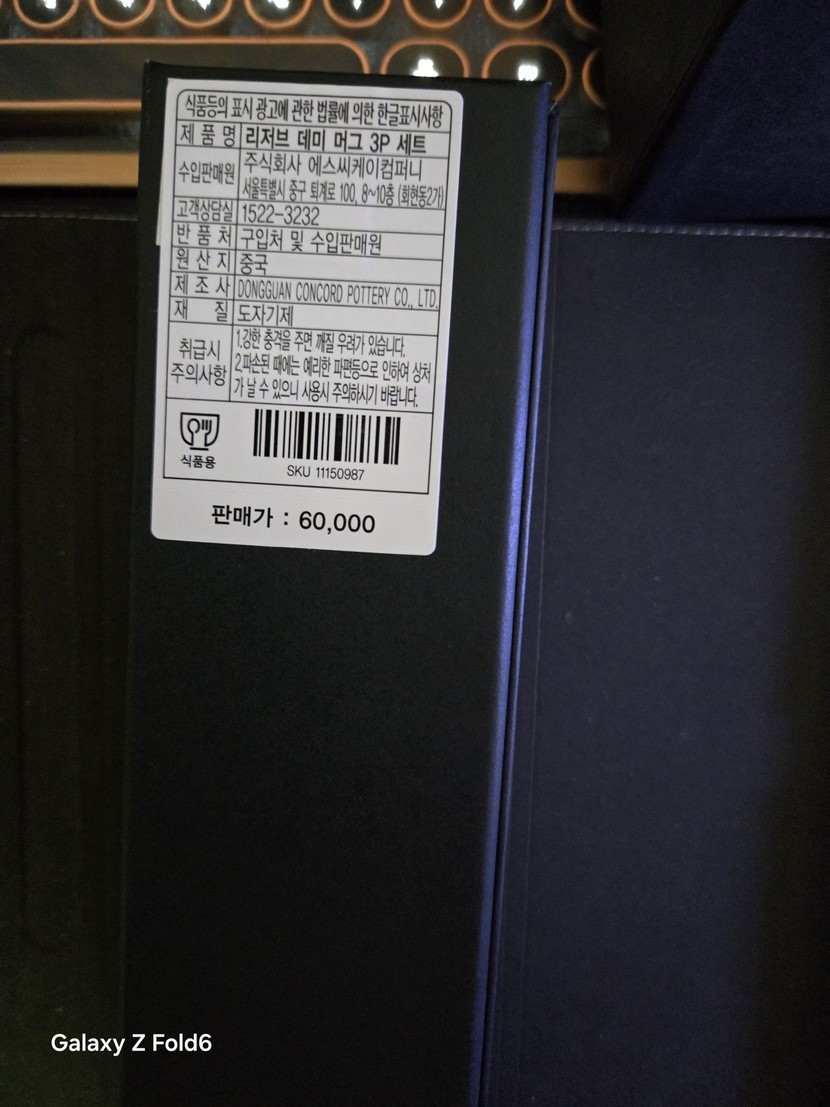 식품등의 표시 광고에 관한 법률에 의한 한글표시사항
제 품 명 리저브 데미 머그 3P 세트
수입판매원 주식회사 에스씨케이컴퍼니
서울특별시 중구 퇴계로 100, 8~10층 (회현동2가)
고객상담실 1522-3232
반 품 처 구입처 및 수입판매원
원 산 지 중국
제 조 사 DONGGUAN CONCORD POTTERY CO., LTD.
재 질 도자기제
취급시 주의사항
1.강한 충격을 주면 깨질 우려가 있습니다.
2.파손된 때에는 예리한 파편등으로 인하여 상처
가 날 수 있으니 사용시 주의하시기 바랍니다.
식품용
SKU 11150987
판매가 : 60,000
Galaxy Z Fold6